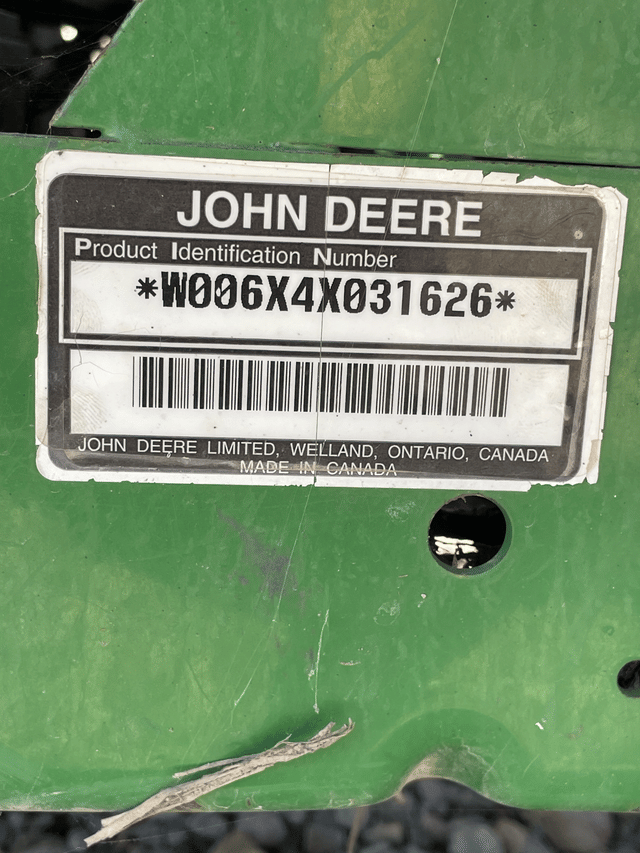 JOHN DEERE
Product Identification Number
*W006X4X031626*
JOHN DEERE LIMITED, WELLAND, ONTARIO, CANADA
MADE IN CANADA